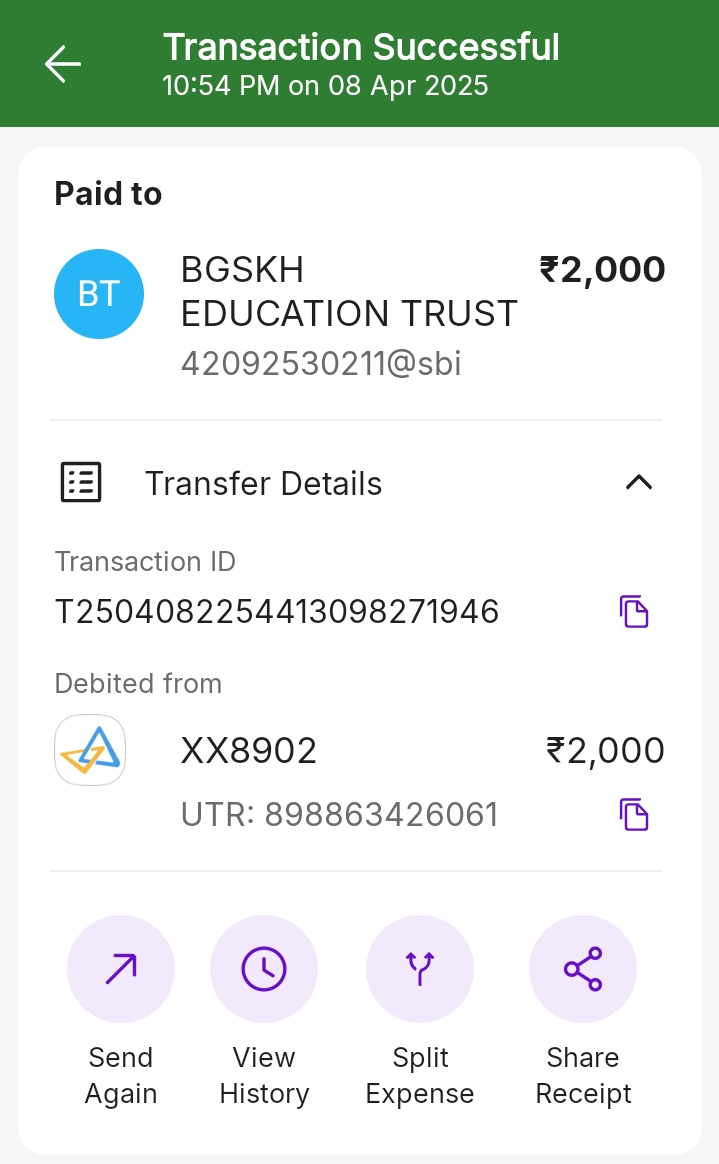 Transaction Successful
10:54 PM on 08 Apr 2025
Paid to
BT
BGSKH
EDUCATION TRUST
₹2,000
42092530211@sbi
Transfer Details
Transaction ID
T2504082254413098271946
Debited from
XX8902
₹2,000
UTR: 898863426061
Send
Again
View
History
Split
Expense
Share
Receipt